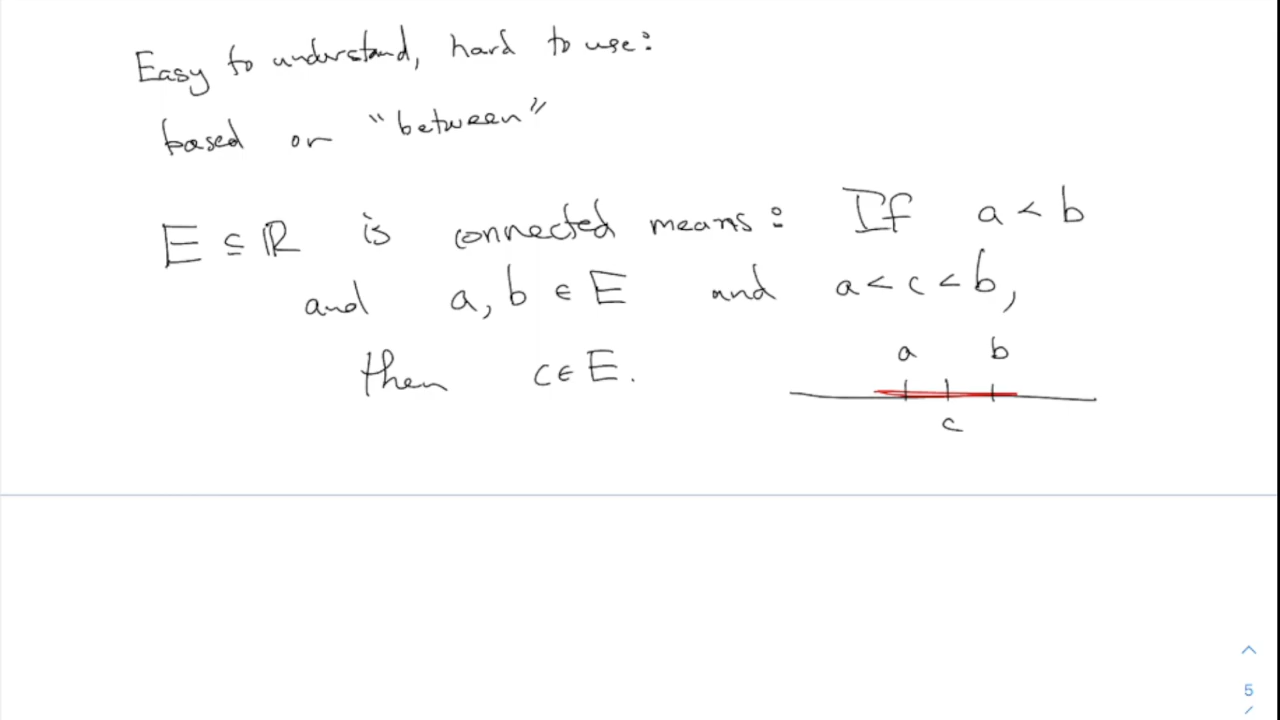 Easy to understand, hard to use:
based on "between"
E ⊆ ℝ is connected means: If a < b
and a, b ∈ E and a < c < b,
then c ∈ E.
a b
c
5